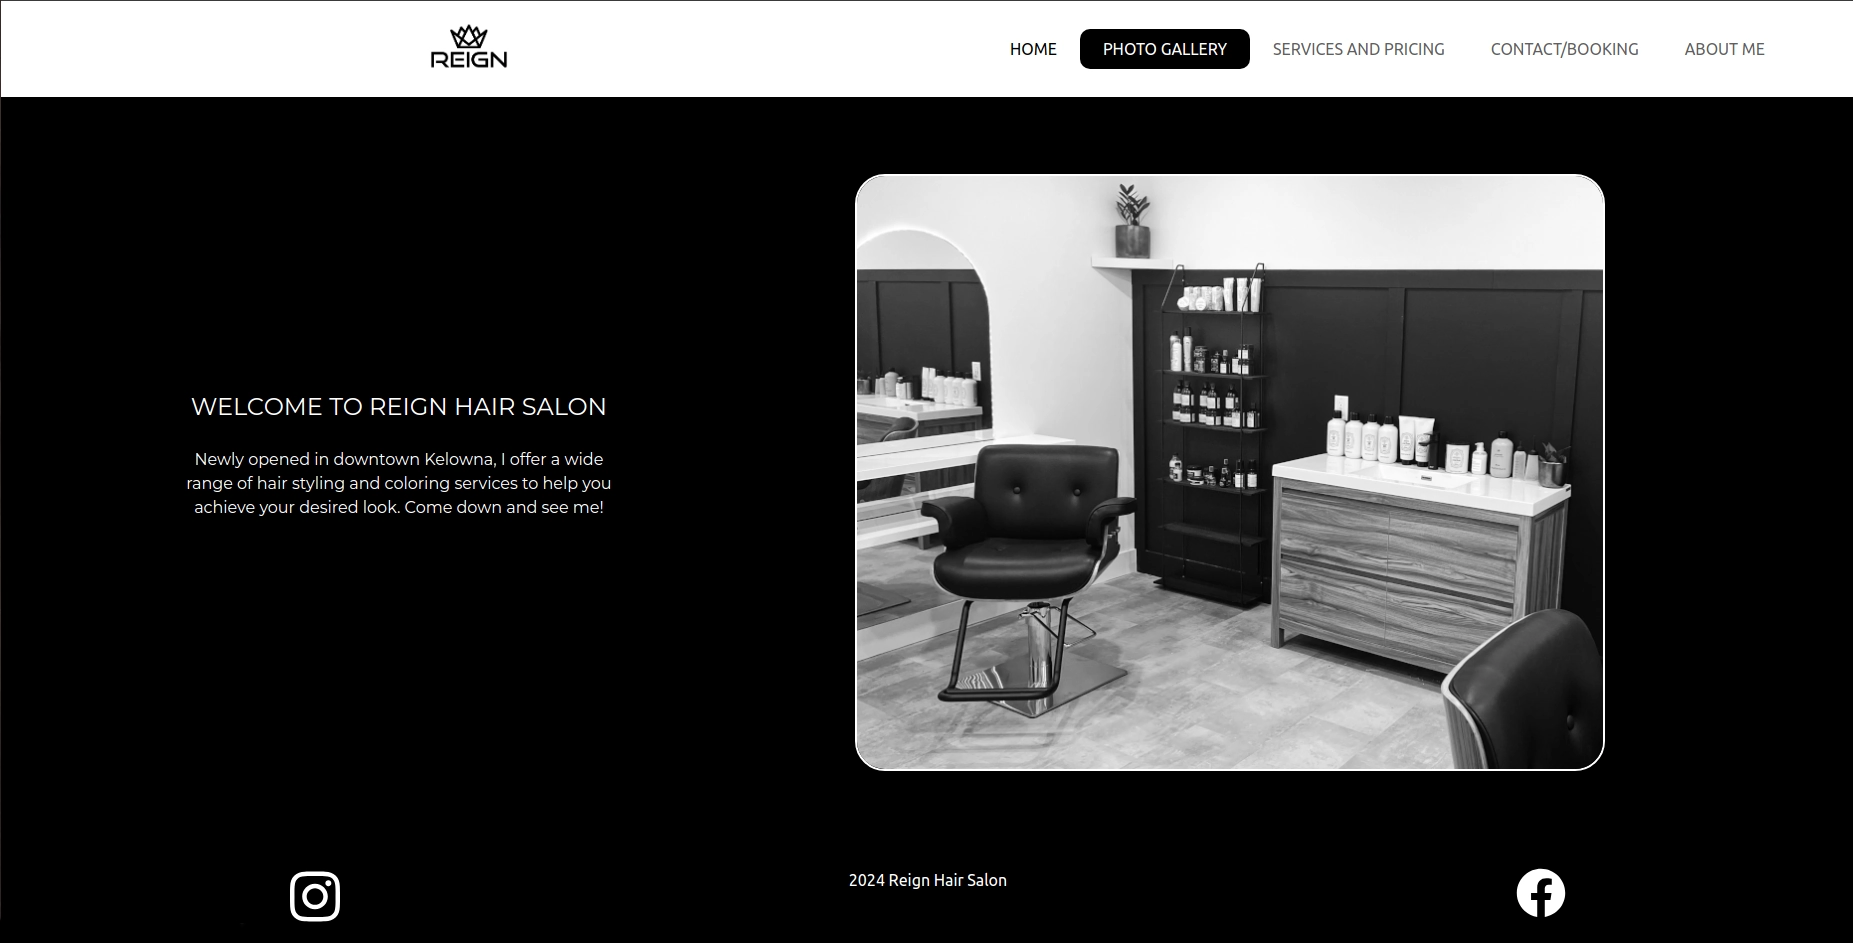 REIGN
HOME PHOTO GALLERY SERVICES AND PRICING CONTACT/BOOKING ABOUT ME
WELCOME TO REIGN HAIR SALON
Newly opened in downtown Kelowna, I offer a wide
range of hair styling and coloring services to help you
achieve your desired look. Come down and see me!
2024 Reign Hair Salon